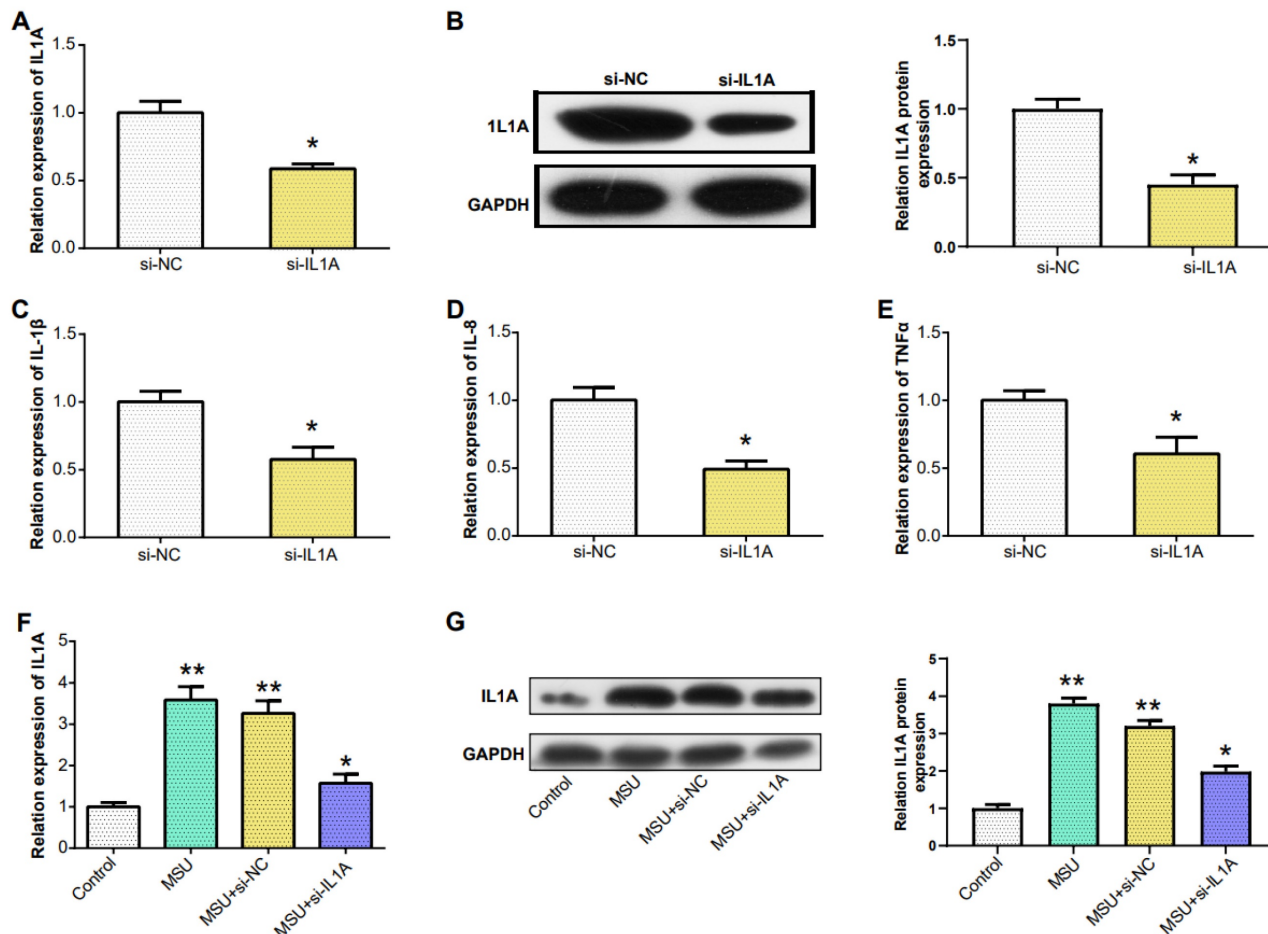 A
Relation expression of IL1A
1.5
1.0
0.5
0.0
*
si-NC
si-IL1A
B
si-NC
si-IL1A
1L1A
GAPDH
Relation IL1A protein
expression
1.5
1.0
0.5
0.0
*
si-NC
si-IL1A
C
Relation expression of IL-1β
1.5
1.0
0.5
0.0
*
si-NC
si-IL1A
D
Relation expression of IL-8
1.5
1.0
0.5
0.0
*
si-NC
si-IL1A
E
Relation expression of TNFα
1.5
1.0
0.5
0.0
*
si-NC
si-IL1A
F
Relation expression of IL1A
5
4
3
2
1
0
**
**
*
Control
MSU
MSU+si-NC
MSU+si-IL1A
G
IL1A
GAPDH
Control
MSU
MSU+si-NC
MSU+si-IL1A
Relation IL1A protein
expression
5
4
3
2
1
0
**
**
*
Control
MSU
MSU+si-NC
MSU+si-IL1A